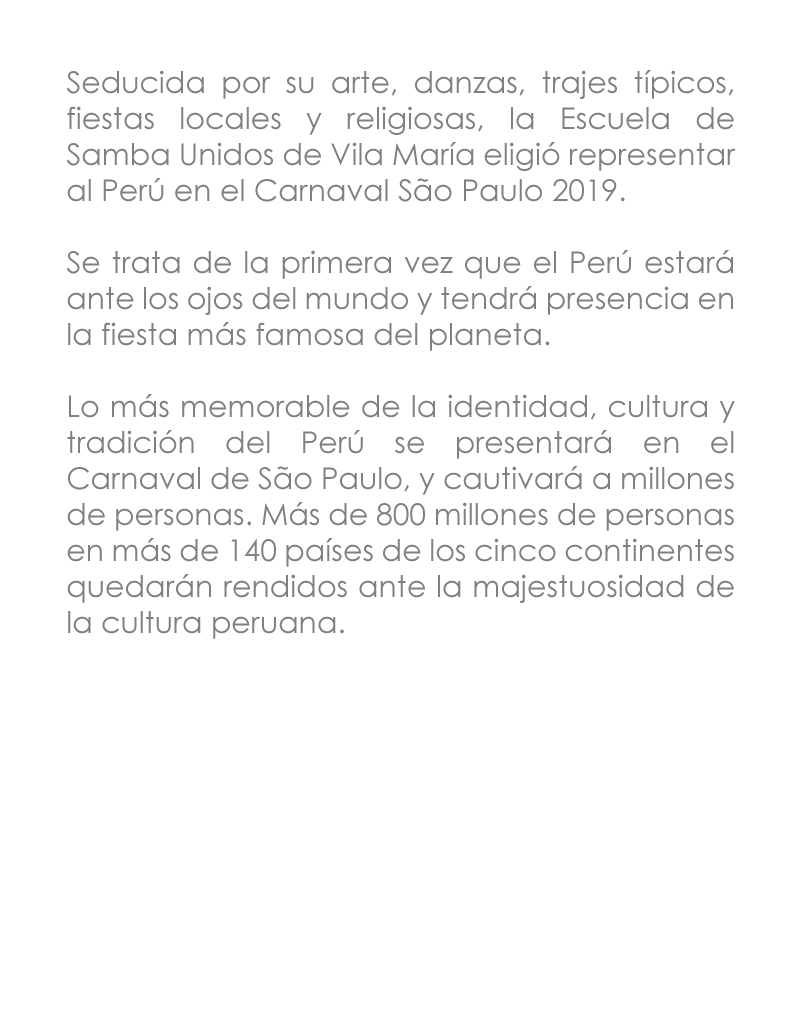 Seducida por su arte, danzas, trajes típicos,
fiestas locales y religiosas, la Escuela de
Samba Unidos de Vila María eligió representar
al Perú en el Carnaval São Paulo 2019.
Se trata de la primera vez que el Perú estará
ante los ojos del mundo y tendrá presencia en
la fiesta más famosa del planeta.
Lo más memorable de la identidad, cultura y
tradición del Perú se presentará en el
Carnaval de São Paulo, y cautivará a millones
de personas. Más de 800 millones de personas
en más de 140 países de los cinco continentes
quedarán rendidos ante la majestuosidad de
la cultura peruana.